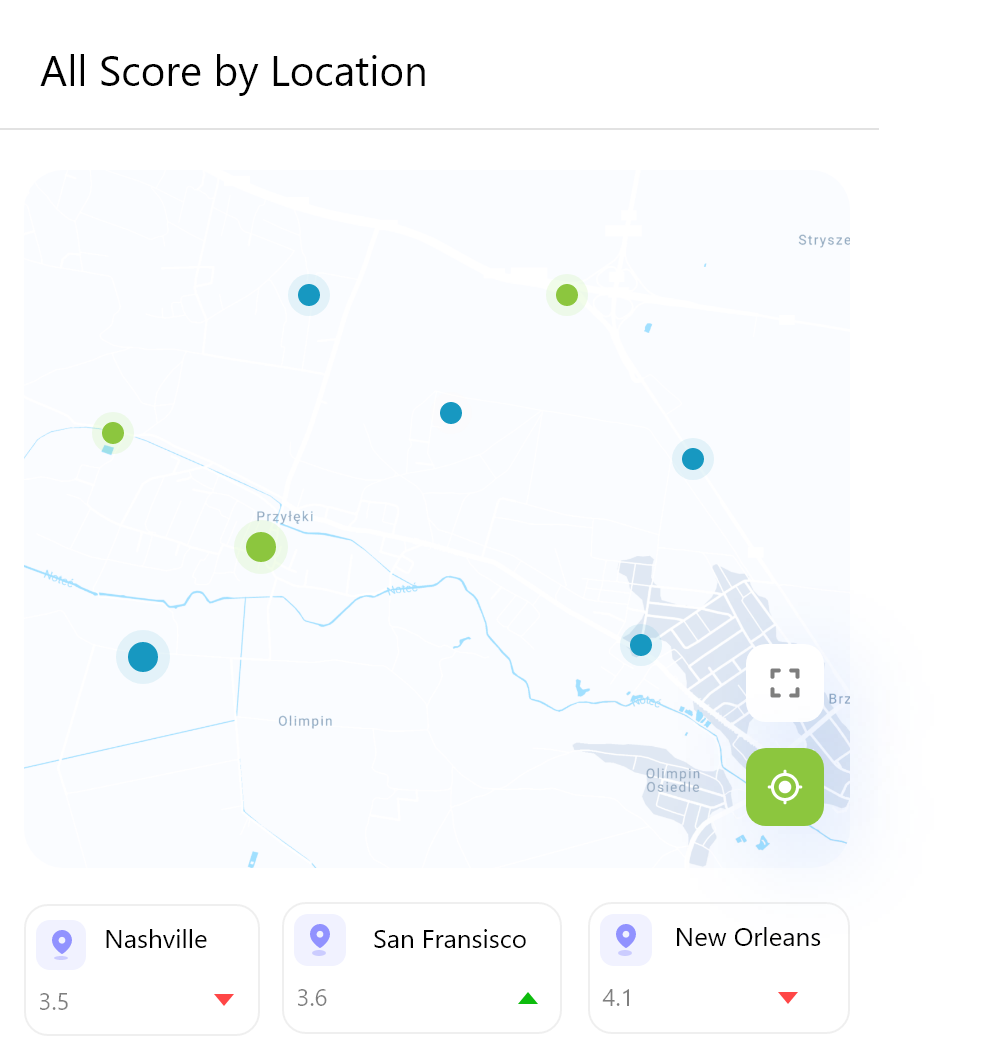 All Score by Location
Strysze
Przyłęki
Noteć
Noteć
Noteć
Brz
Olimpin
Olimpin
Osiedle
Nashville
San Fransisco
New Orleans
3.5
3.6
4.1